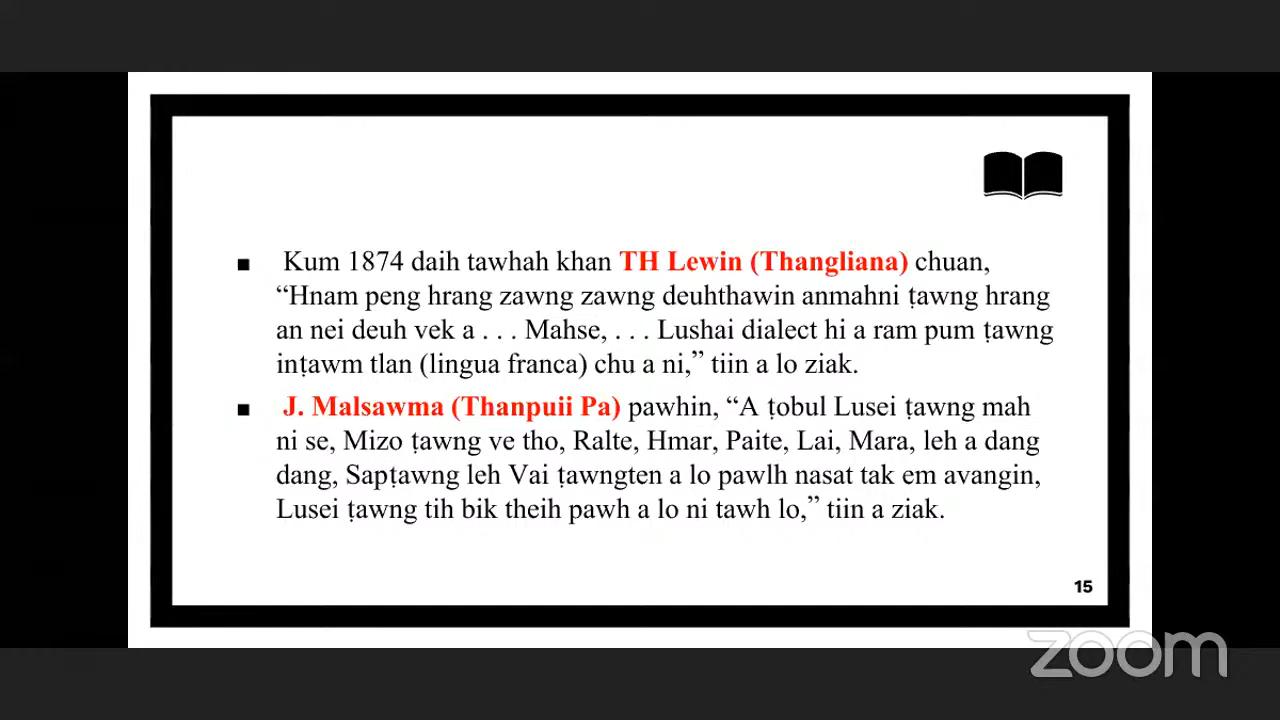 ▪ Kum 1874 daih tawhah khan TH Lewin (Thangliana) chuan,
“Hnam peng hrang zawng zawng deuhthawin anmahni ṭawng hrang
an nei deuh vek a . . . Mahse, . . . Lushai dialect hi a ram pum ṭawng
inṭawm tlan (lingua franca) chu a ni,” tiin a lo ziak.
▪ J. Malsawma (Thanpuii Pa) pawhin, “A ṭobul Lusei ṭawng mah
ni se, Mizo ṭawng ve tho, Ralte, Hmar, Paite, Lai, Mara, leh a dang
dang, Sapṭawng leh Vai ṭawngten a lo pawlh nasat tak em avangin,
Lusei ṭawng tih bik theih pawh a lo ni tawh lo,” tiin a ziak.
15
zoom